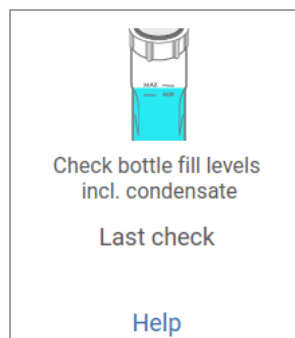 MAX
MIN
Check bottle fill levels
incl. condensate
Last check
Help